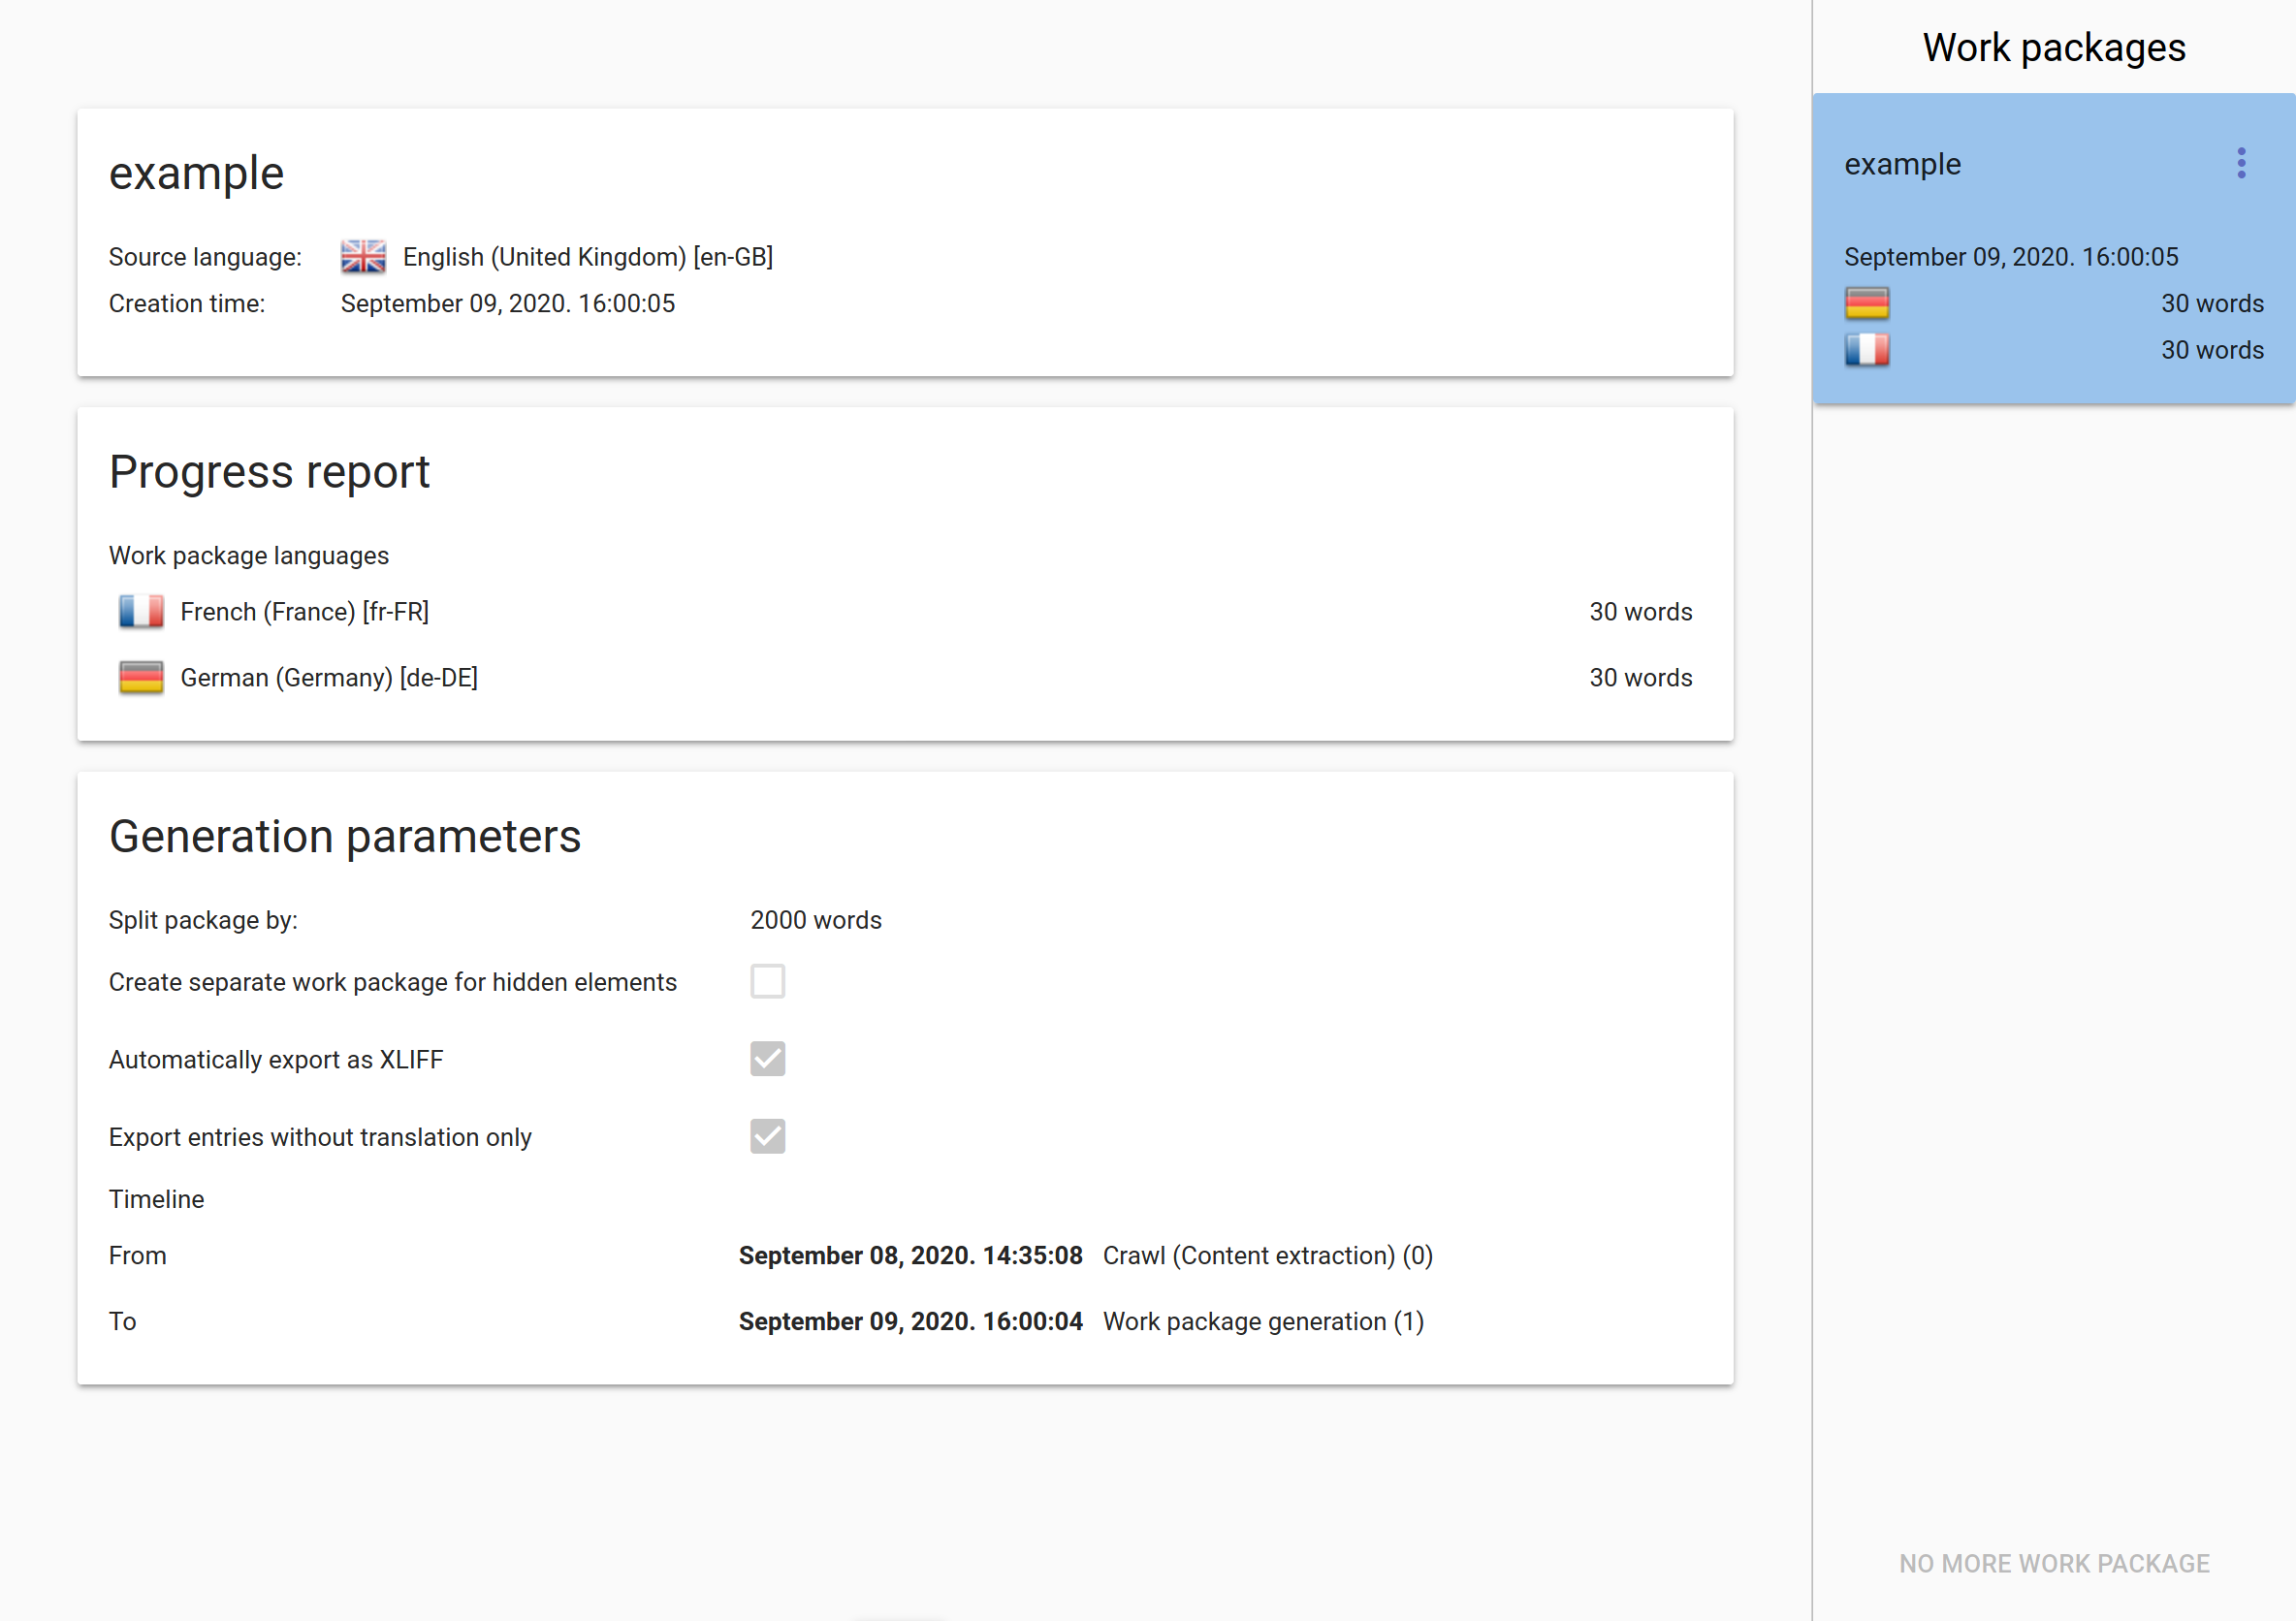 example
Source language: English (United Kingdom) [en-GB]
Creation time: September 09, 2020. 16:00:05
Progress report
Work package languages
French (France) [fr-FR] 30 words
German (Germany) [de-DE] 30 words
Generation parameters
Split package by: 2000 words
Create separate work package for hidden elements
Automatically export as XLIFF
Export entries without translation only
Timeline
From September 08, 2020. 14:35:08 Crawl (Content extraction) (0)
To September 09, 2020. 16:00:04 Work package generation (1)
Work packages
example
September 09, 2020. 16:00:05
30 words
30 words
NO MORE WORK PACKAGE